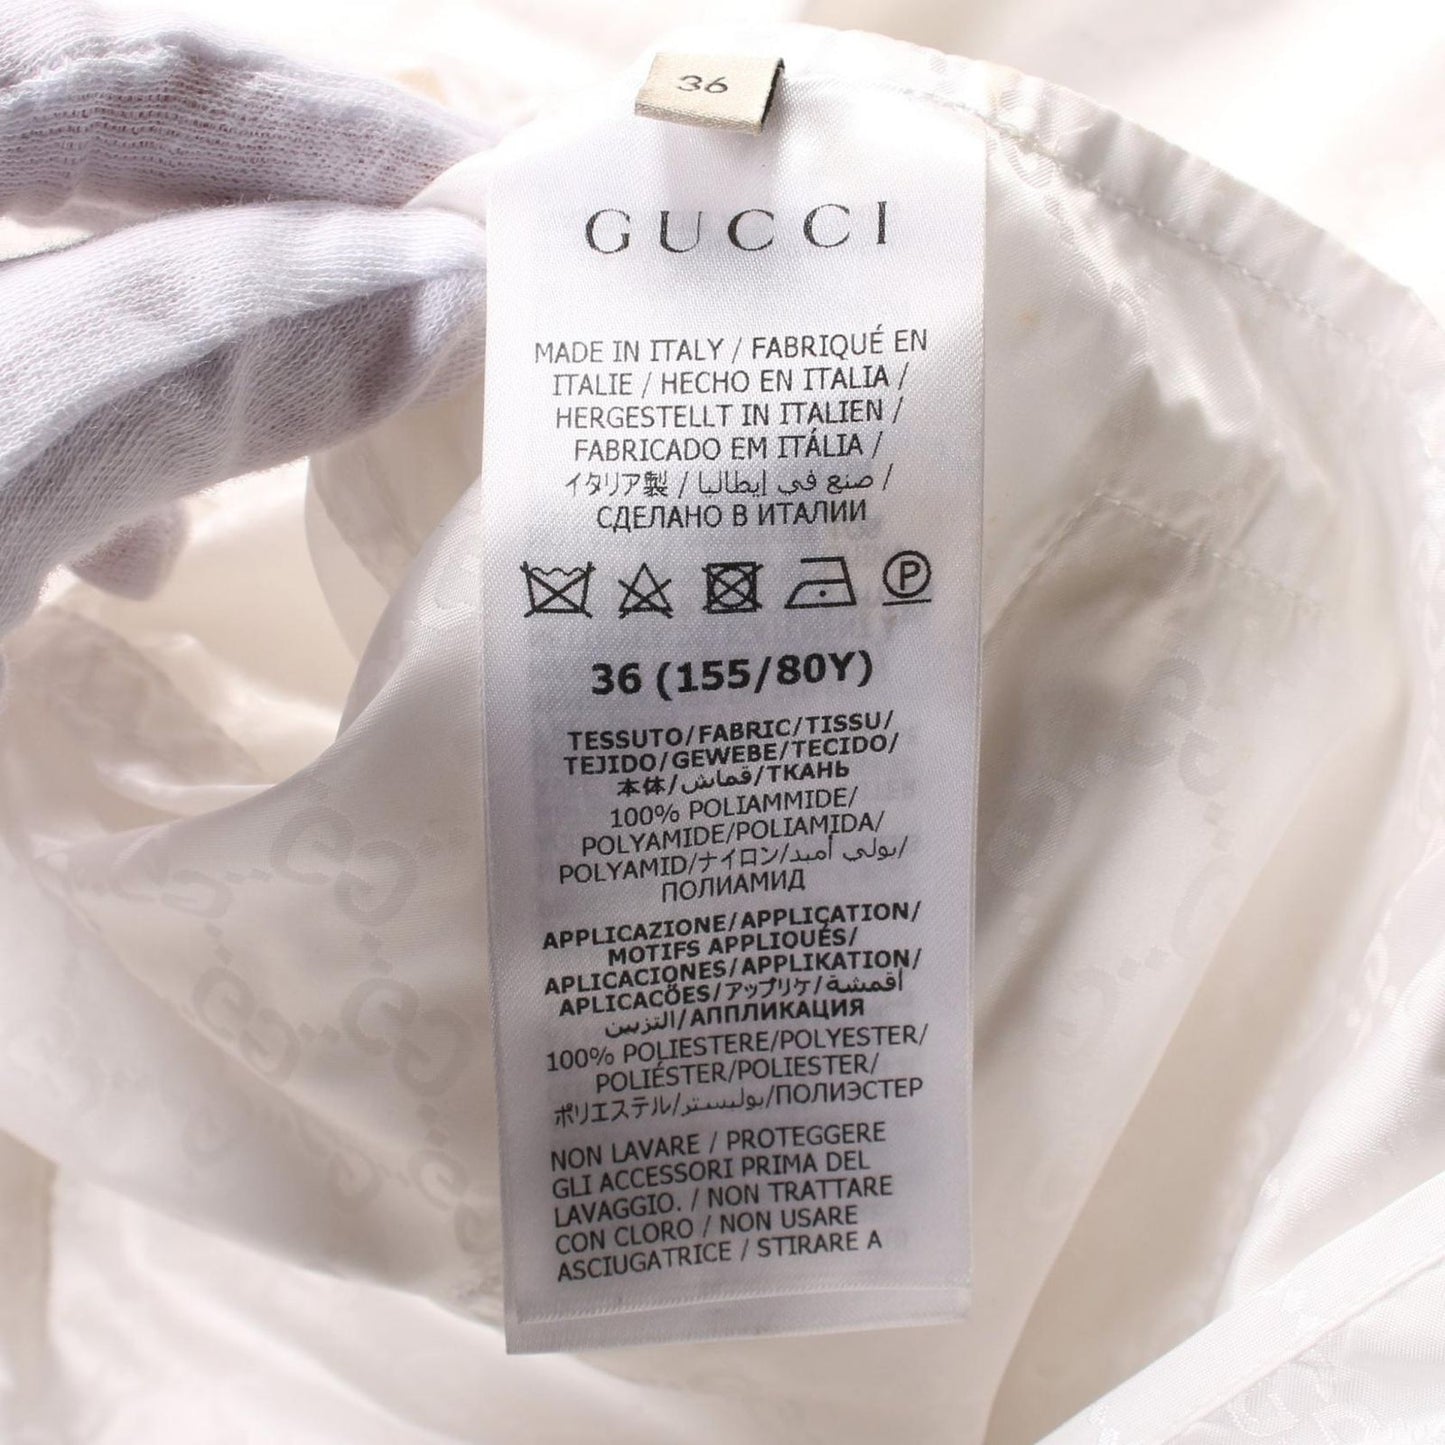 36
GUCCI
MADE IN ITALY / FABRIQUÉ EN
ITALIE / HECHO EN ITALIA /
HERGESTELLT IN ITALIEN /
FABRICADO EM ITÁLIA /
イタリア製 / صنع في إيطاليا /
СДЕЛАНО В ИТАЛИИ
P
36 (155/80Y)
TESSUTO/FABRIC/TISSU/
TEJIDO/GEWEBE/TECIDO/
本体/قماش/ТКАНЬ
100% POLIAMMIDE/
POLYAMIDE/POLIAMIDA/
POLYAMID/ナイロン/بولي أميد/
ПОЛИАМИД
APPLICAZIONE/APPLICATION/
MOTIFS APPLIQUÉS/
APLICACIONES/APPLIKATION/
APLICAÇÕES/アップリケ/أقمشة
التزيين/АППЛИКАЦИЯ
100% POLIESTERE/POLYESTER/
POLIÉSTER/POLIESTER/
ポリエステル/بوليستر/ПОЛИЭСТЕР
NON LAVARE / PROTEGGERE
GLI ACCESSORI PRIMA DEL
LAVAGGIO. / NON TRATTARE
CON CLORO / NON USARE
ASCIUGATRICE / STIRARE A